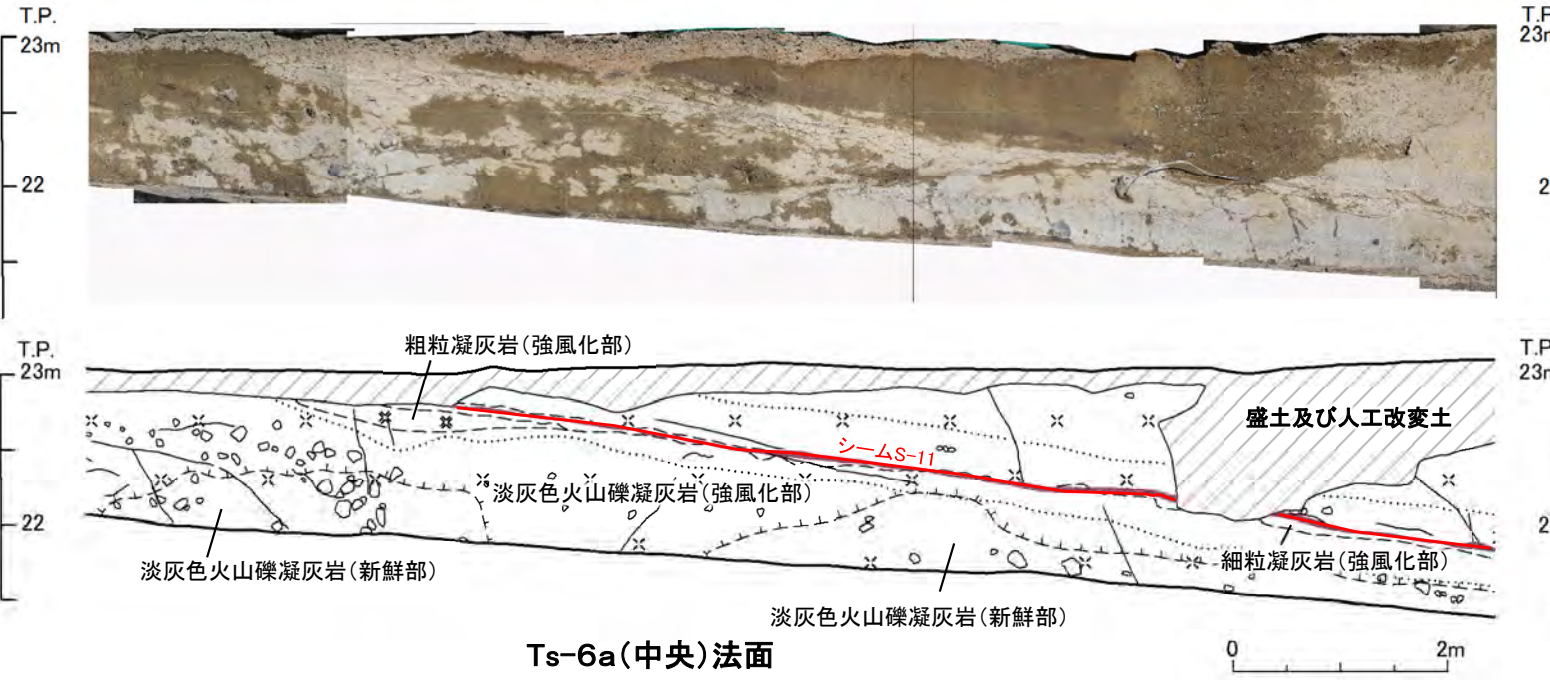 T.P.
23m
22
T.P.
23m
2
T.P.
23m
22
T.P.
23m
2
粗粒凝灰岩(強風化部)
盛土及び人工改変土
シームS-11
淡灰色火山礫凝灰岩(強風化部)
細粒凝灰岩(強風化部)
淡灰色火山礫凝灰岩(新鮮部)
淡灰色火山礫凝灰岩(新鮮部)
Ts-6a(中央)法面
0 2m